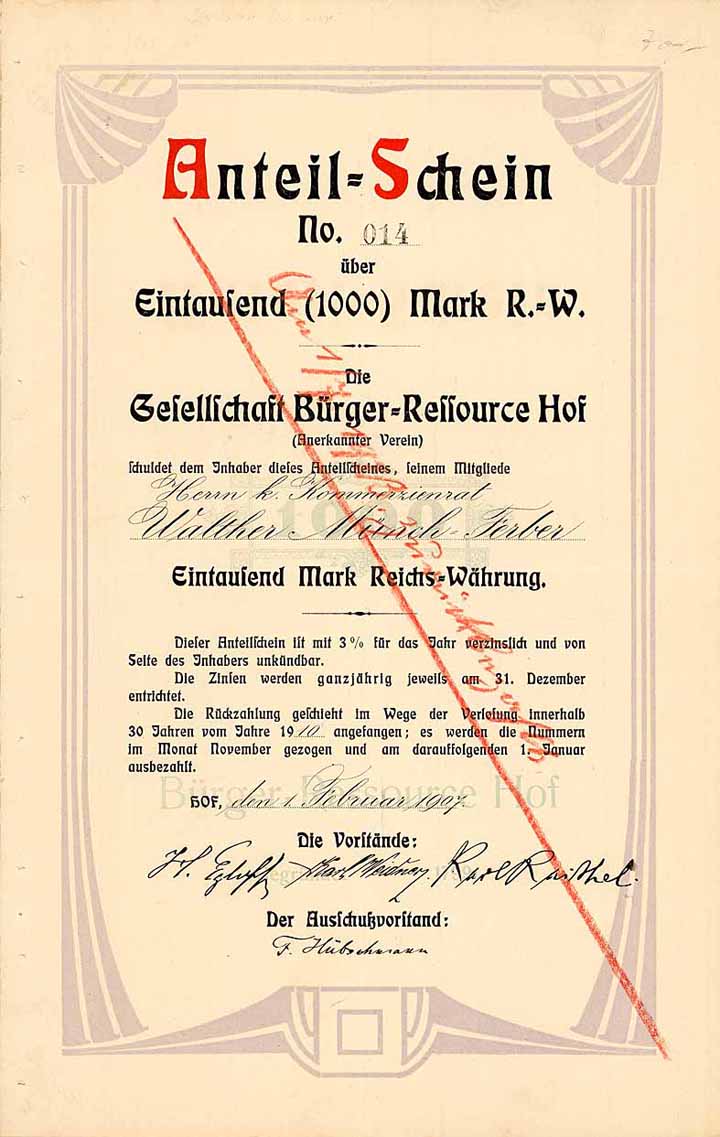 Anteil-Schein
No. 014
über
Eintauſend (1000) Mark R.-W.
Die
Geſellſchaft Bürger-Reſſource Hof
(Anerkannter Verein)
ſchuldet dem Inhaber dieſes Anteilſcheines, ſeinem Mitgliede
Herrn k. Kommerzienrat
1000
Walther Münch-Ferber
Eintauſend Mark Reichs-Währung.
Dieſer Anteilſchein iſt mit 3% für das Jahr verzinslich und von
Seite des Inhabers unkündbar.
Die Zinſen werden ganzjährig jeweils am 31. Dezember
entrichtet.
Die Rückzahlung geſchieht im Wege der Verloſung innerhalb
30 Jahren vom Jahre 1910 angefangen; es werden die Nummern
im Monat November gezogen und am darauffolgenden 1. Januar
ausbezahlt.
Bürger-Ressource Hof
HOF, den 1. Februar 1907.
Die Vorſtände:
Karl Weidner. Karl Raithel.
Der Ausſchußvorſtand:
F. Hübschmann